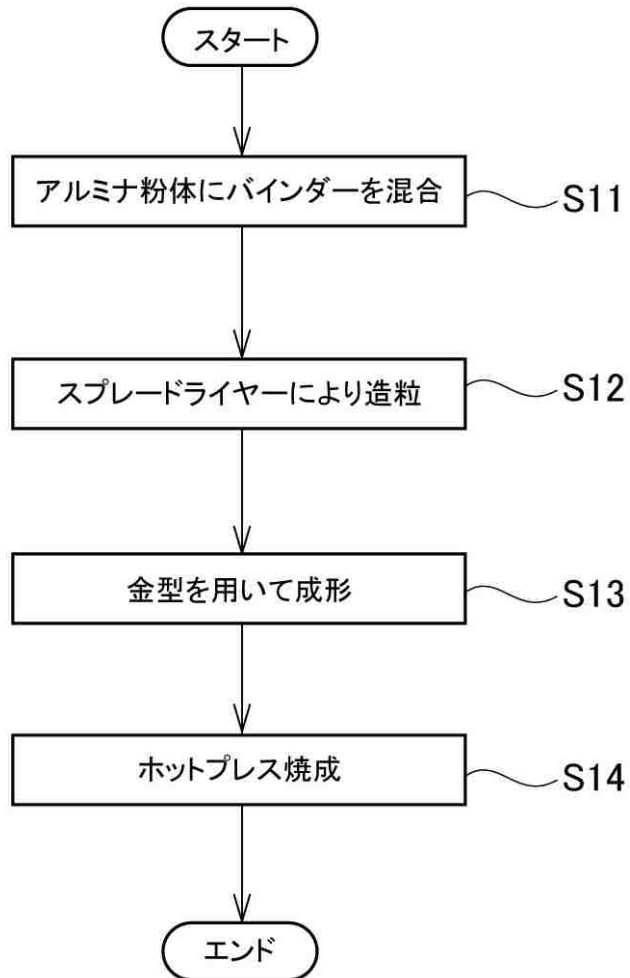 スタート
アルミナ粉体にバインダーを混合
S11
スプレードライヤーにより造粒
S12
金型を用いて成形
S13
ホットプレス焼成
S14
エンド